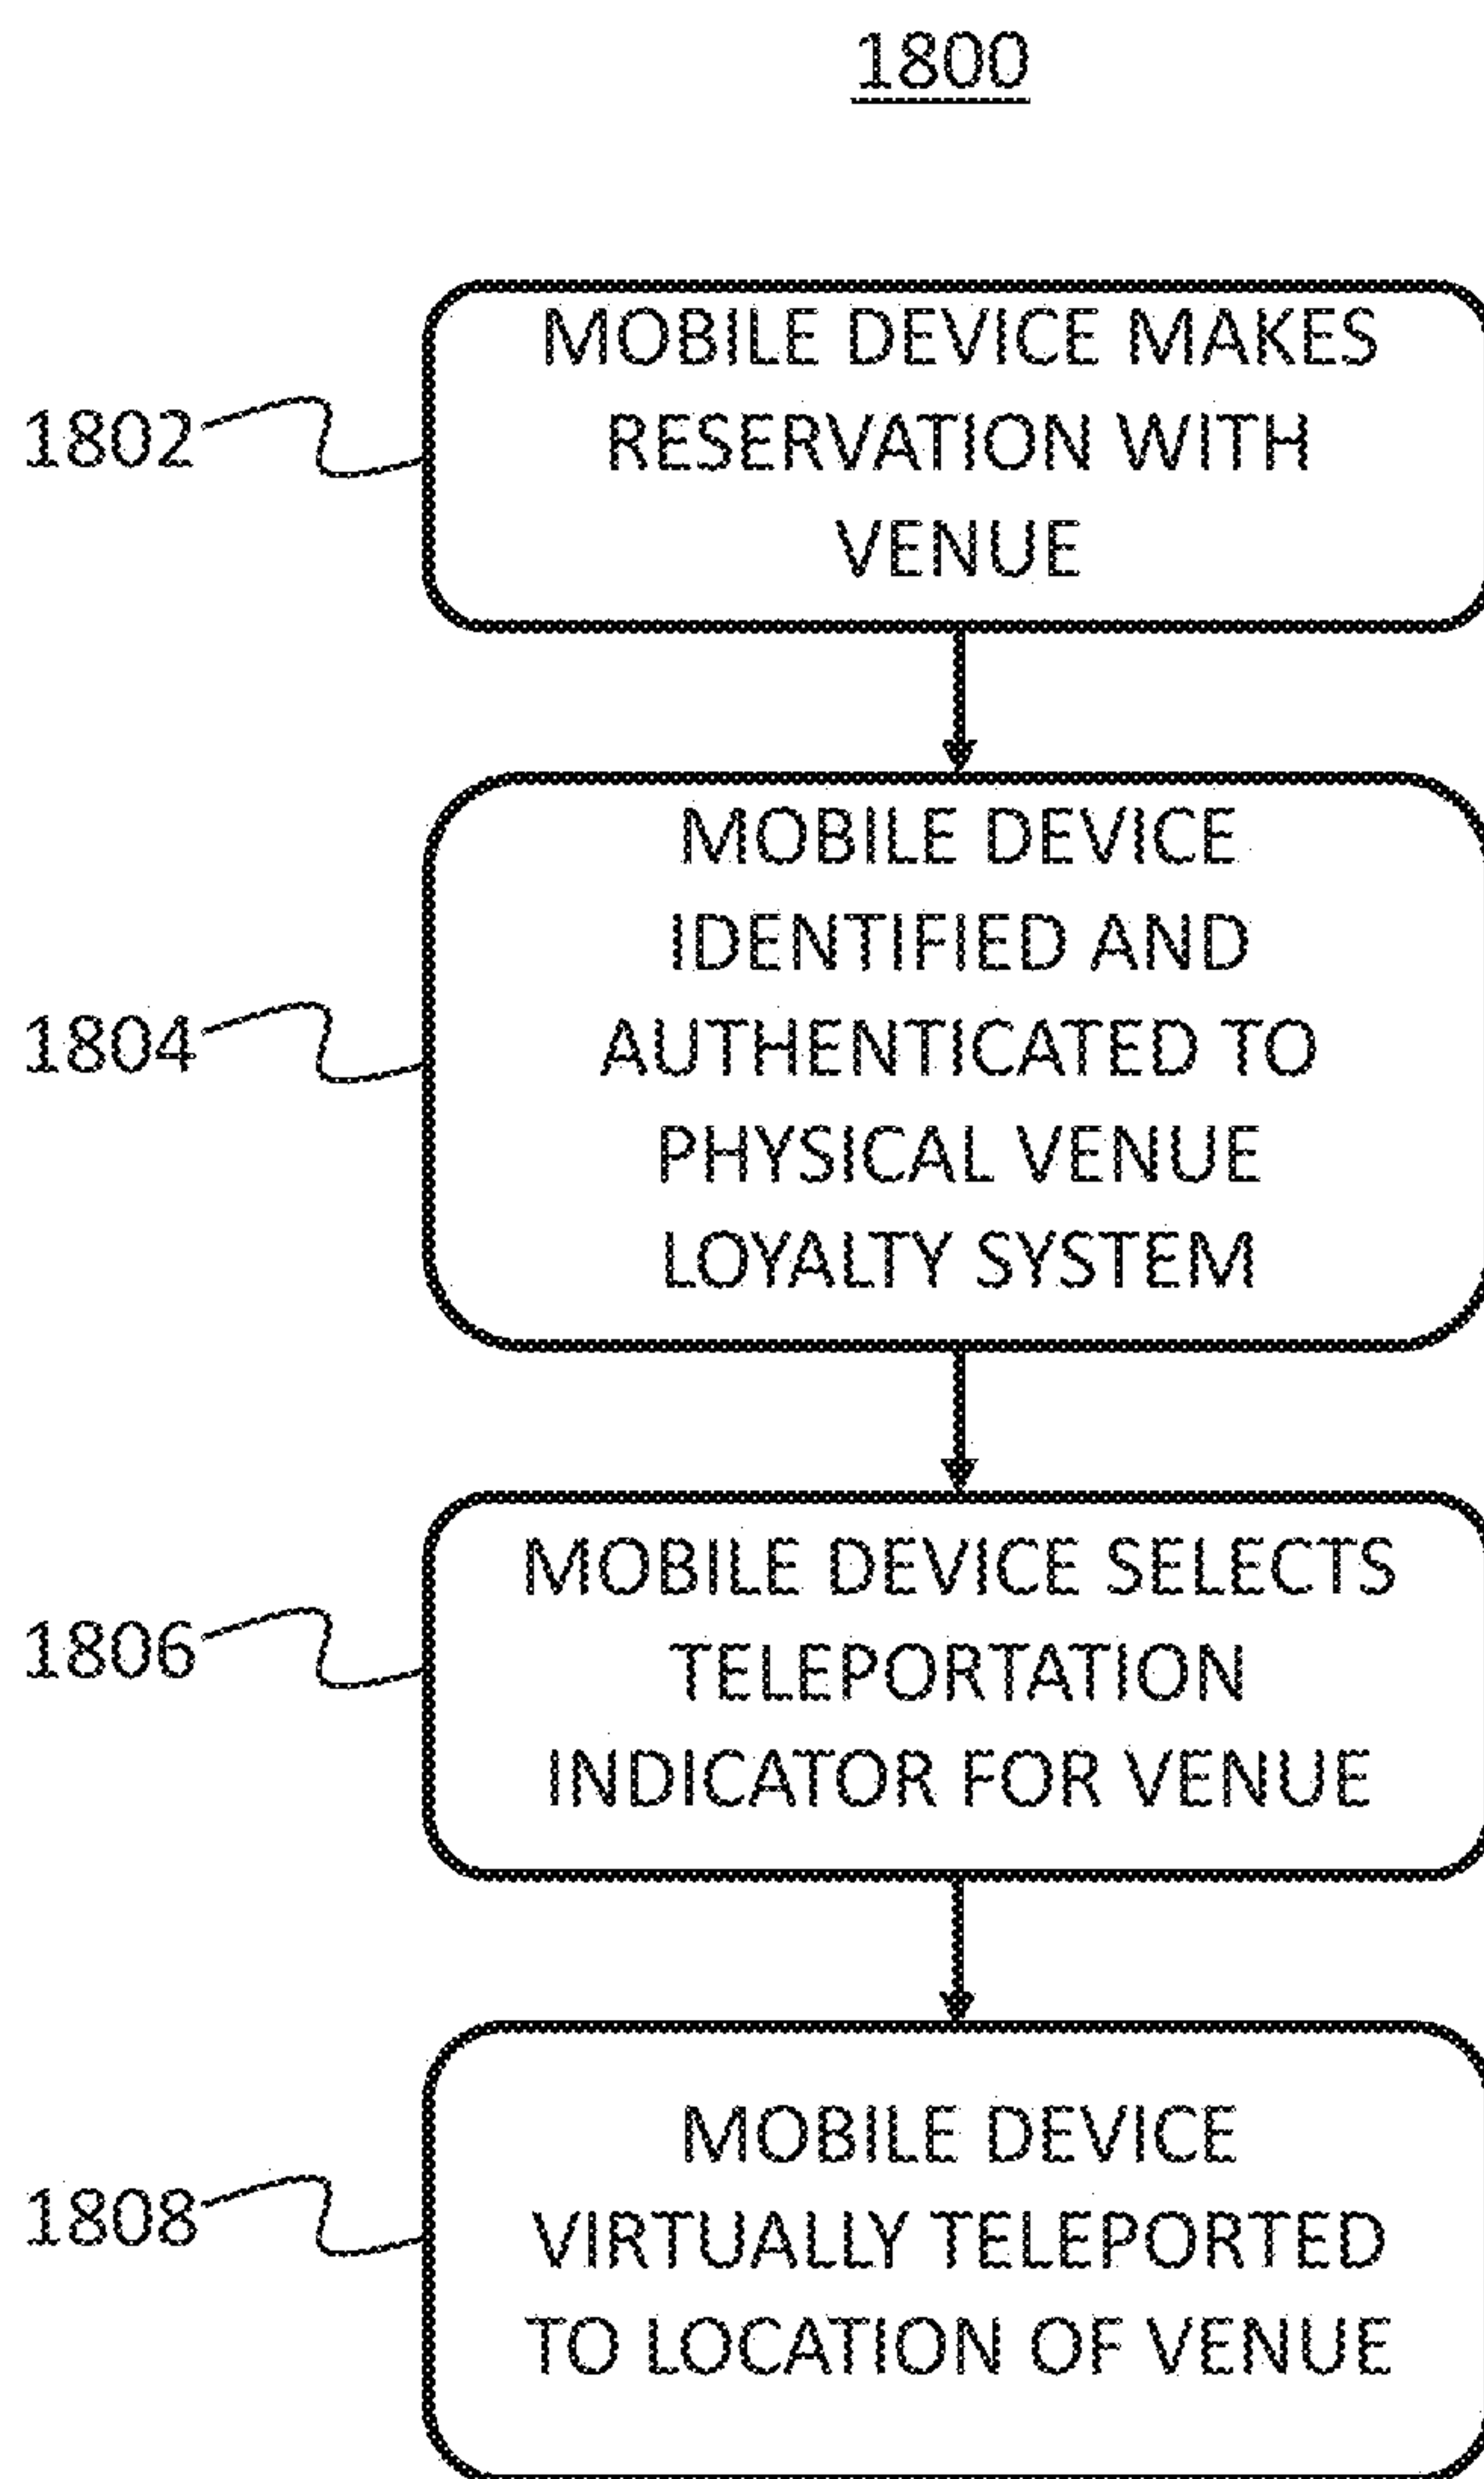 1800
MOBILE DEVICE MAKES
RESERVATION WITH
VENUE
1802
MOBILE DEVICE
IDENTIFIED AND
AUTHENTICATED TO
PHYSICAL VENUE
LOYALTY SYSTEM
1804
MOBILE DEVICE SELECTS
TELEPORTATION
INDICATOR FOR VENUE
1806
MOBILE DEVICE
VIRTUALLY TELEPORTED
TO LOCATION OF VENUE
1808